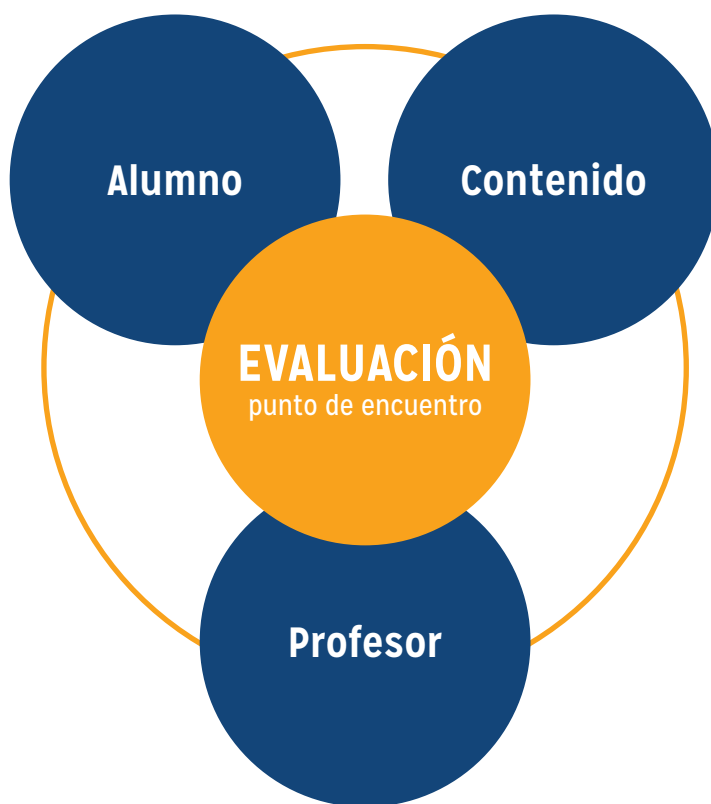 Alumno
Contenido
EVALUACIÓN
punto de encuentro
Profesor